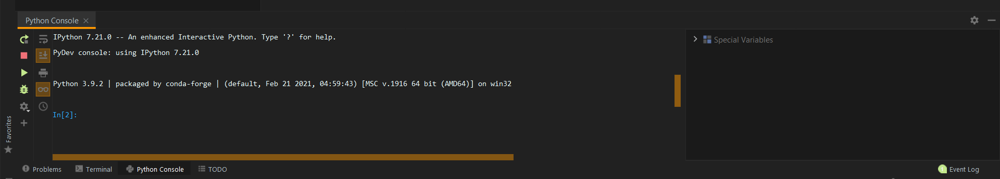 Python Console
IPython 7.21.0 -- An enhanced Interactive Python. Type '?' for help.
PyDev console: using IPython 7.21.0
Python 3.9.2 | packaged by conda-forge | (default, Feb 21 2021, 04:59:43) [MSC v.1916 64 bit (AMD64)] on win32
In[2]:
Special Variables
Favorites
Problems
Terminal
Python Console
TODO
1
Event Log